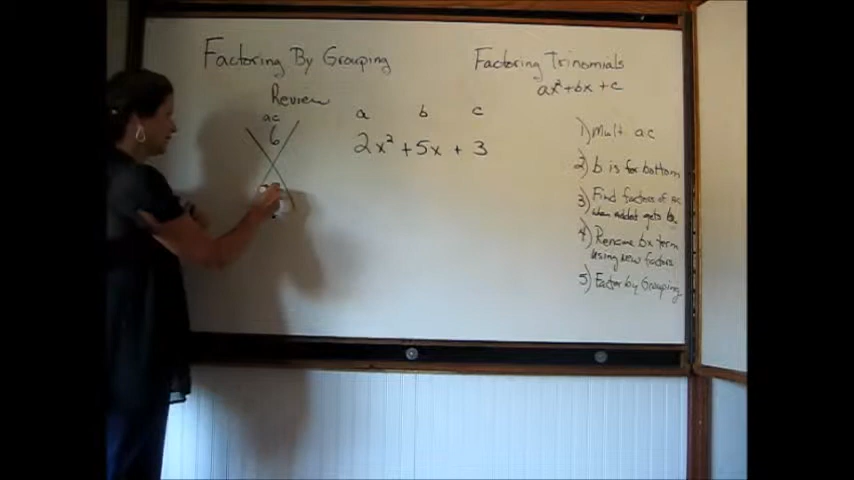 Factoring By Grouping
Review
ac
6
Factoring Trinomials
ax²+bx+c
a b c
2x² + 5x + 3
1) Mult ac
2) b is for bottom
3) Find factors of ac
when added gets b.
4) Rename bx term
using new factors
5) Factor by Grouping